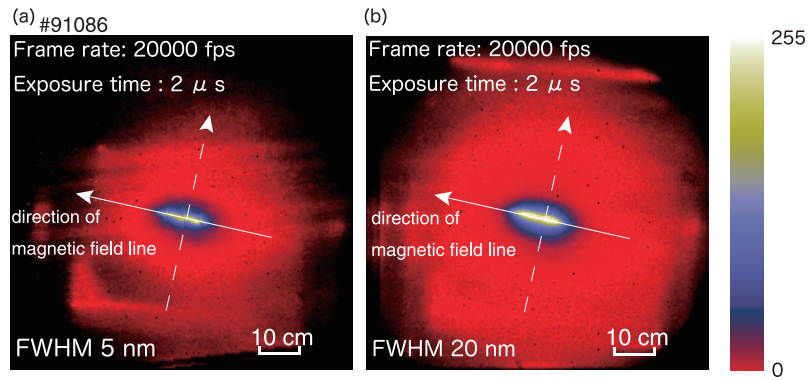 (a) #91086
Frame rate: 20000 fps
Exposure time : 2 μ s
direction of
magnetic field line
FWHM 5 nm
10 cm
(b)
Frame rate: 20000 fps
Exposure time : 2 μ s
direction of
magnetic field line
FWHM 20 nm
10 cm
255
0